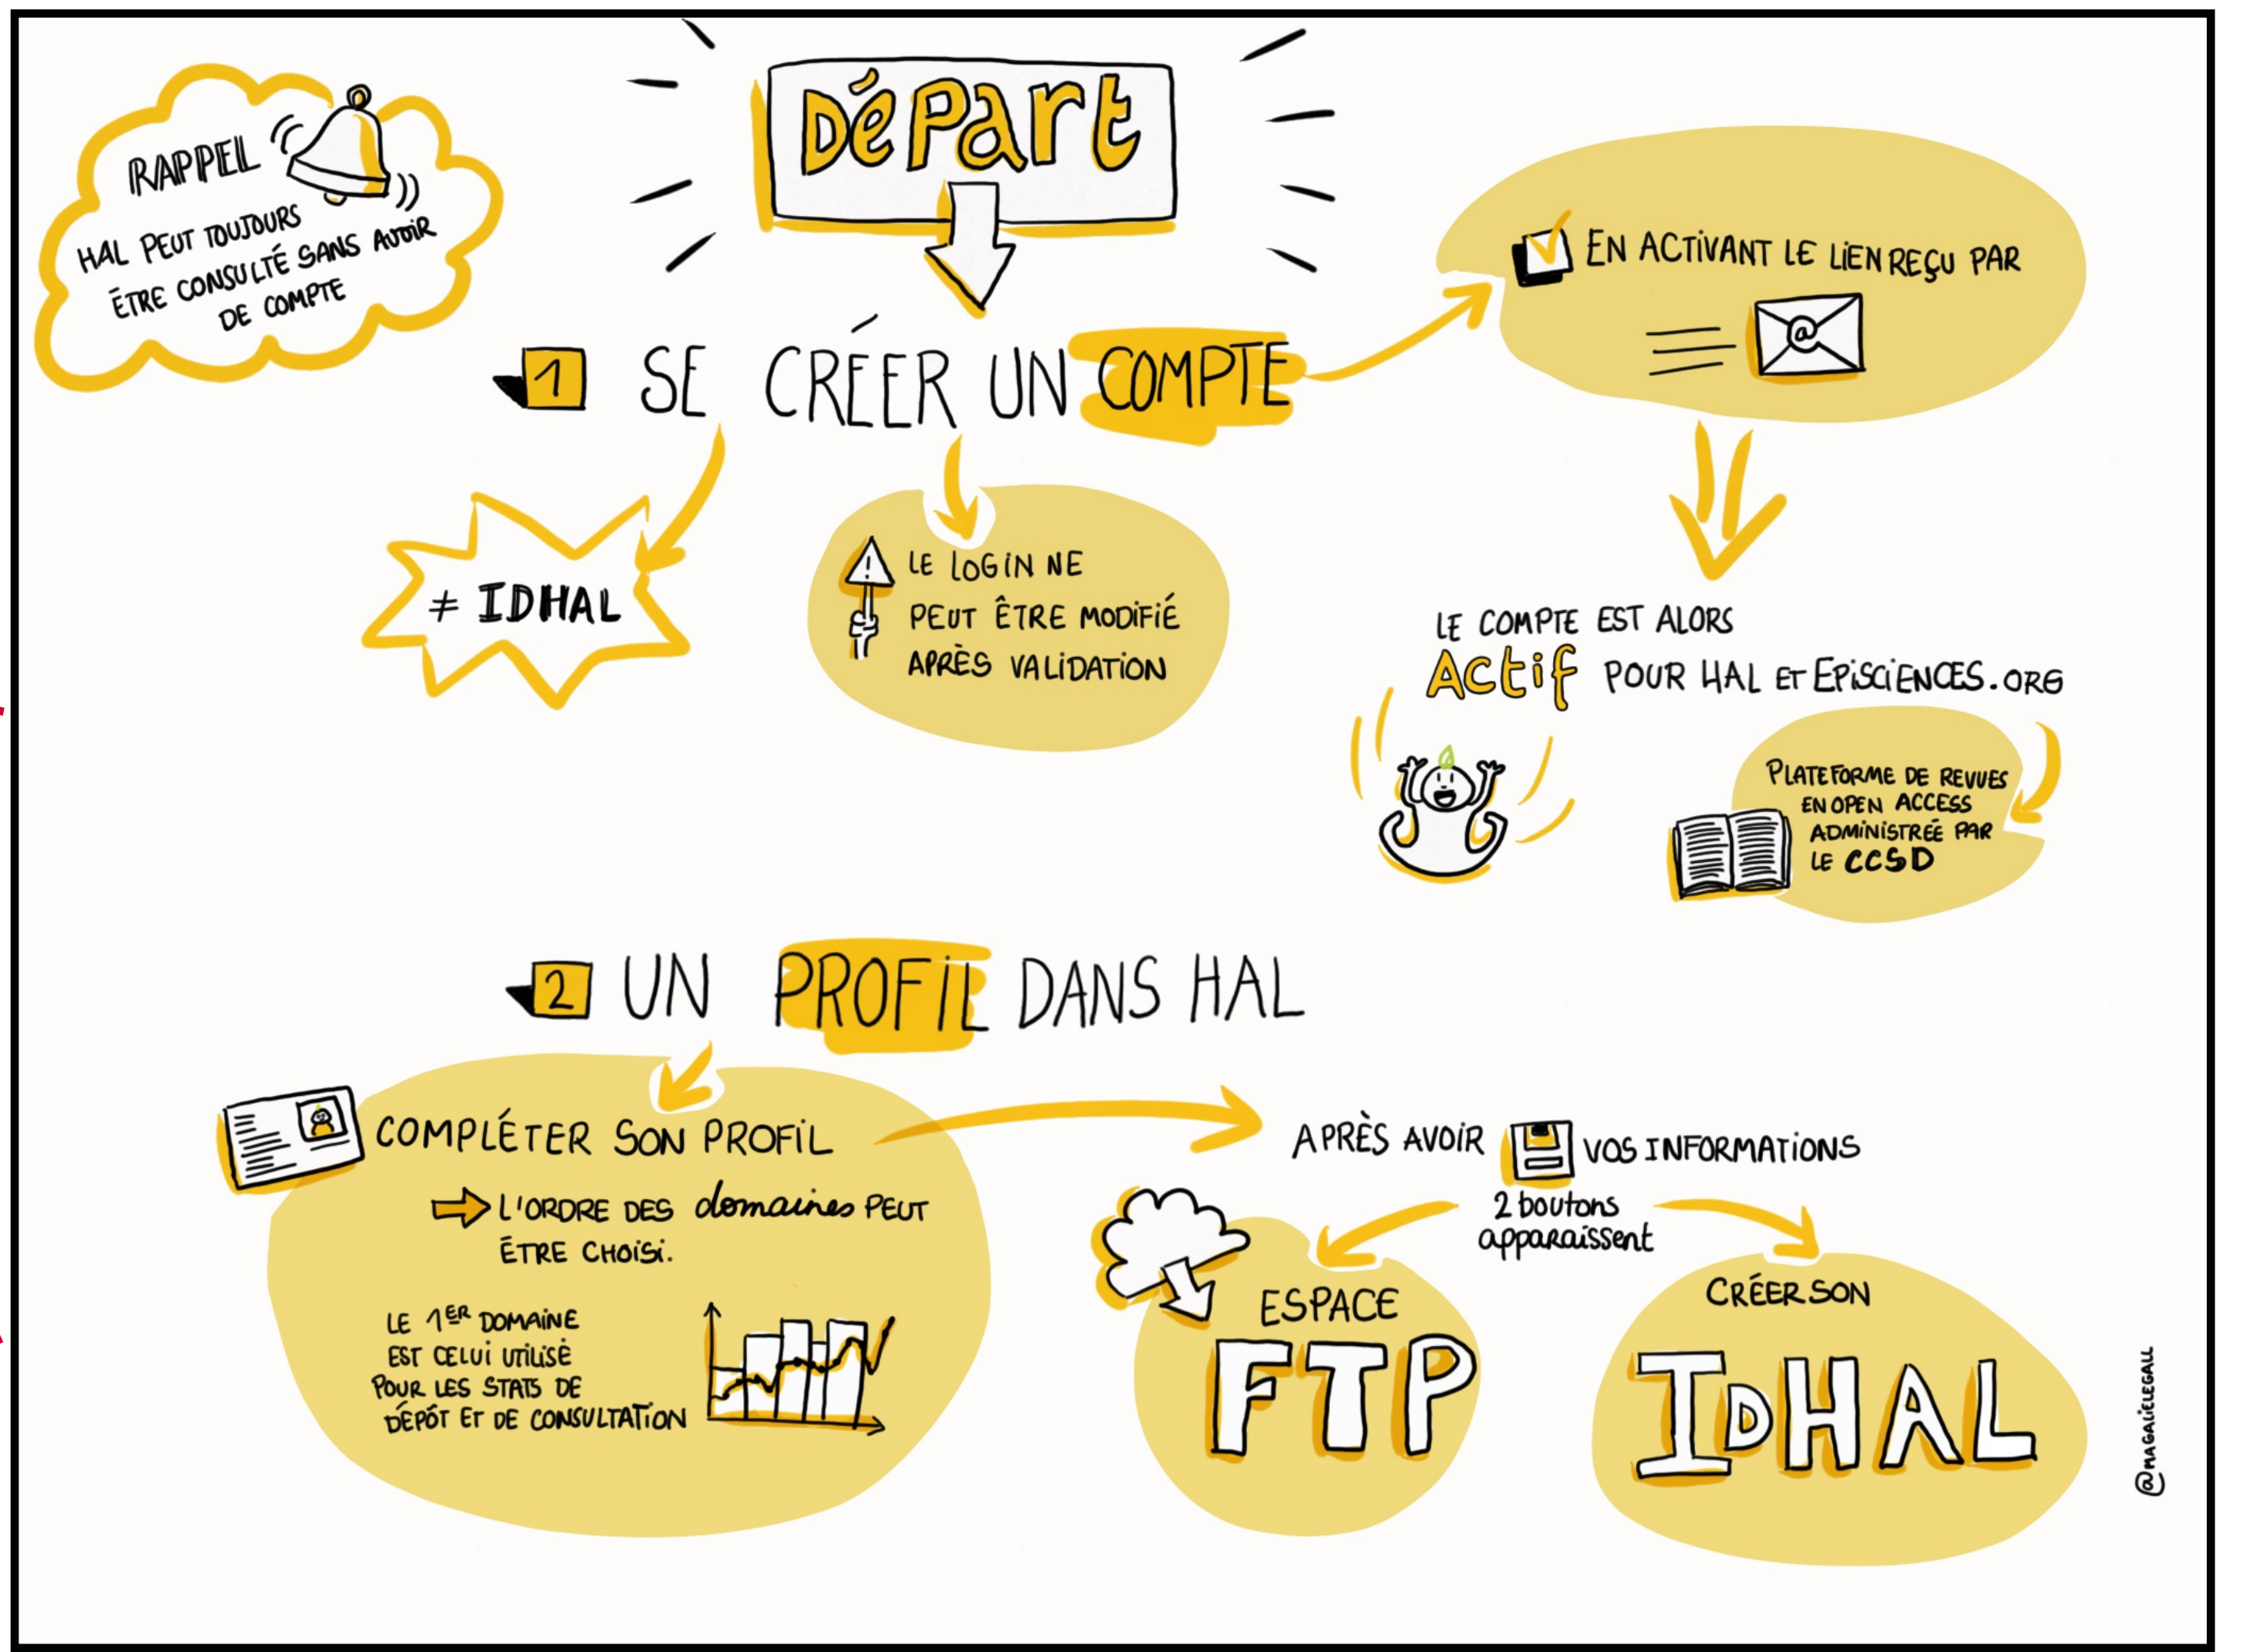 RAPPEL
HAL PEUT TOUJOURS
ÊTRE CONSULTÉ SANS AVOIR
DE COMPTE
DÉPART
1 SE CRÉER UN COMPTE
EN ACTIVANT LE LIEN REÇU PAR
@
≠ IDHAL
! LE LOGIN NE
PEUT ÊTRE MODIFIÉ
APRÈS VALIDATION
LE COMPTE EST ALORS
Actif POUR HAL ET EPISCIENCES.ORG
PLATEFORME DE REVUES
EN OPEN ACCESS
ADMINISTRÉE PAR
LE CCSD
2 UN PROFIL DANS HAL
COMPLÉTER SON PROFIL
L'ORDRE DES domaines PEUT
ÊTRE CHOISI.
LE 1ER DOMAINE
EST CELUI UTILISÉ
POUR LES STATS DE
DÉPÔT ET DE CONSULTATION
APRÈS AVOIR VOS INFORMATIONS
2 boutons
apparaissent
ESPACE
FTP
CRÉER SON
IDHAL
@MAGALIELEGALL